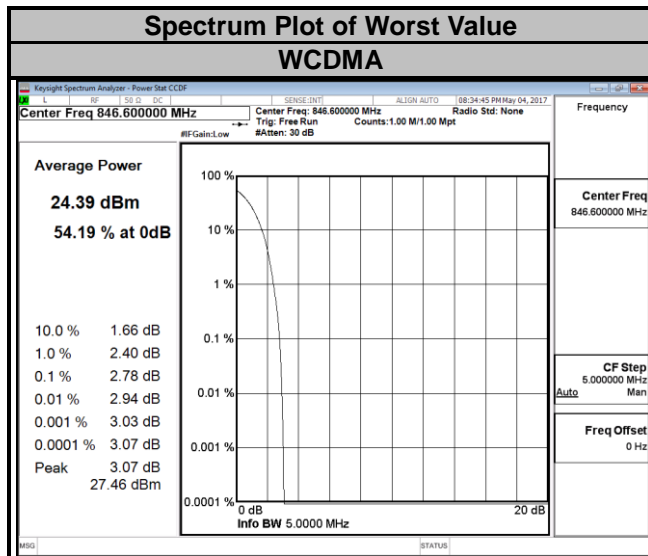 Spectrum Plot of Worst Value
WCDMA
Keysight Spectrum Analyzer - Power Stat CCDF
L RF 50 Ω DC SENSE:INT ALIGN AUTO 08:34:45 PM May 04, 2017
Center Freq 846.600000 MHz
Center Freq: 846.600000 MHz Radio Std: None
Trig: Free Run Counts:1.00 M/1.00 Mpt
#IFGain:Low #Atten: 30 dB
Frequency
Average Power
24.39 dBm
54.19 % at 0dB
10.0 % 1.66 dB
1.0 % 2.40 dB
0.1 % 2.78 dB
0.01 % 2.94 dB
0.001 % 3.03 dB
0.0001 % 3.07 dB
Peak 3.07 dB
27.46 dBm
100 %
10 %
1 %
0.1 %
0.01 %
0.001 %
0.0001 %
0 dB 20 dB
Info BW 5.0000 MHz
Center Freq
846.600000 MHz
CF Step
5.000000 MHz
Auto Man
Freq Offset
0 Hz
MSG STATUS